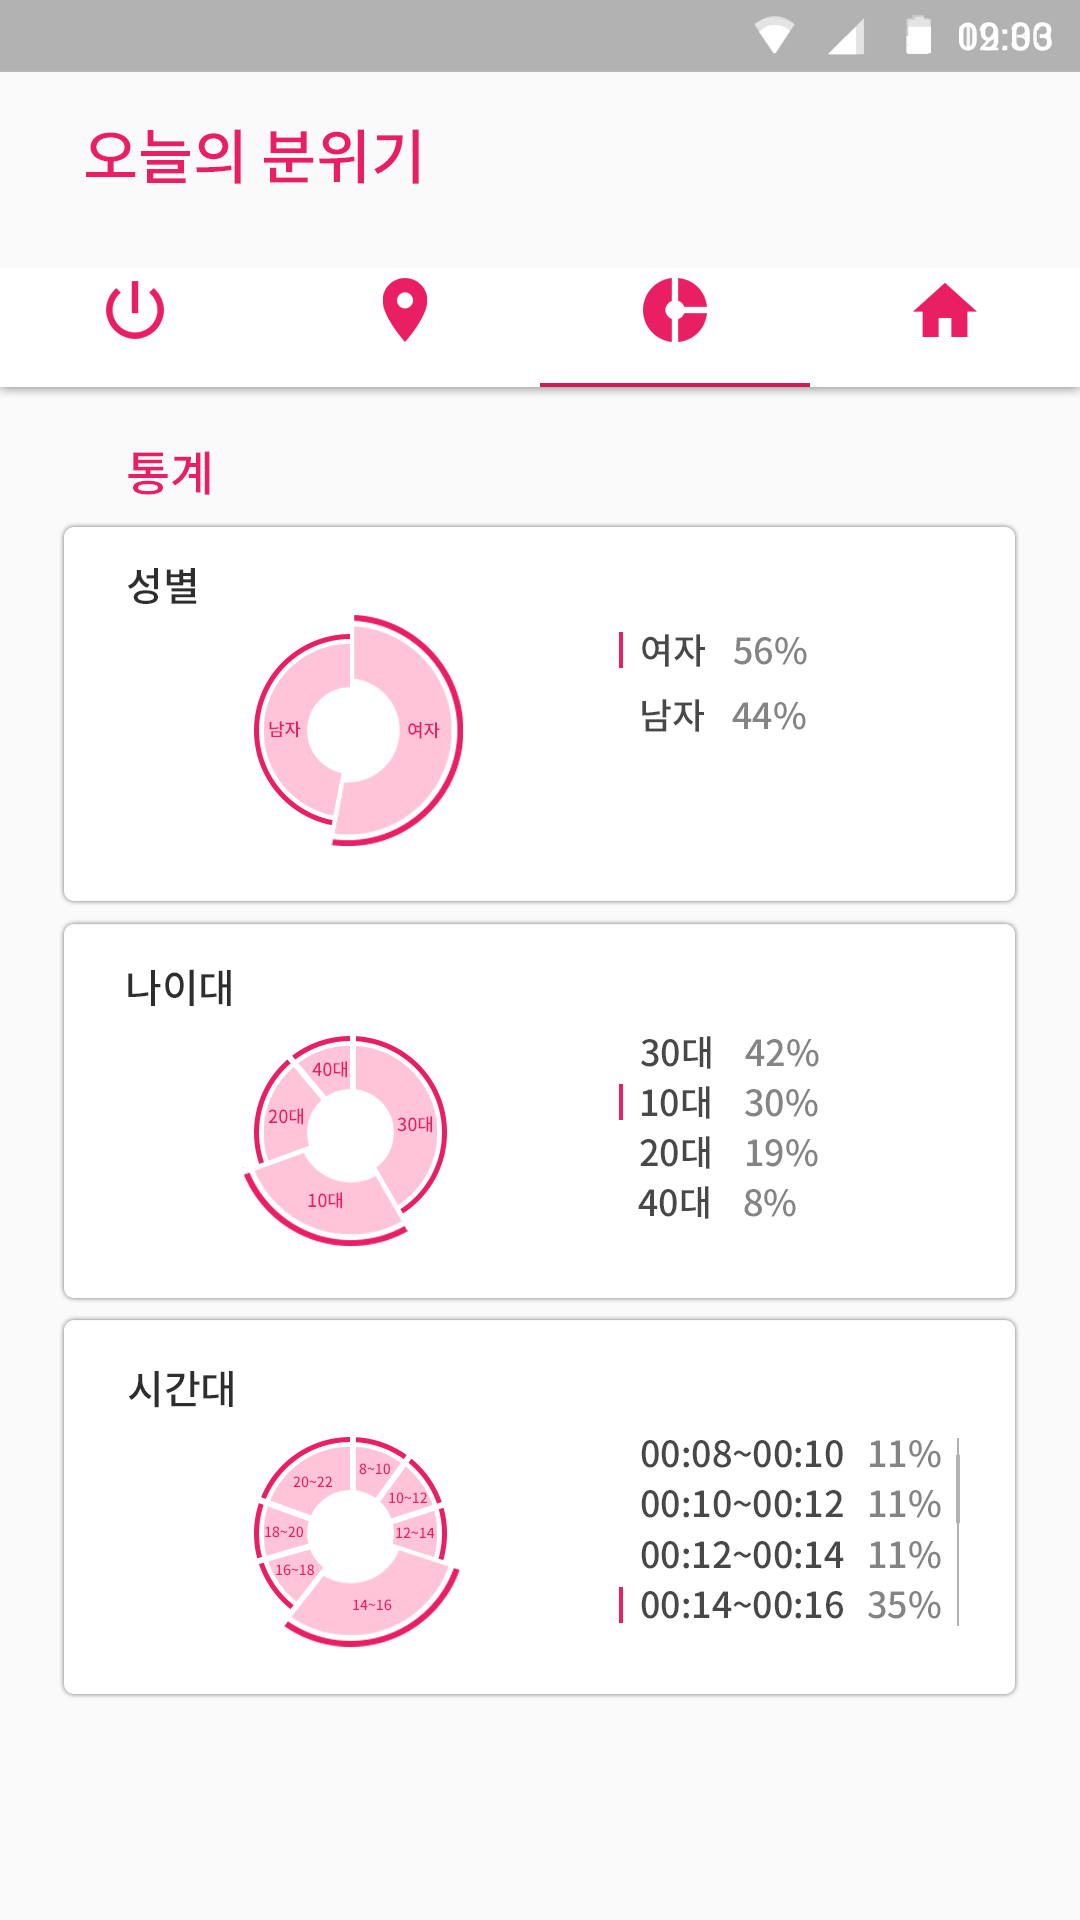 오늘의 분위기
통계
성별
남자
여자
여자 56%
남자 44%
나이대
40대
20대
30대
10대
30대 42%
10대 30%
20대 19%
40대 8%
시간대
20~22
8~10
10~12
18~20
12~14
16~18
14~16
00:08~00:10 11%
00:10~00:12 11%
00:12~00:14 11%
00:14~00:16 35%